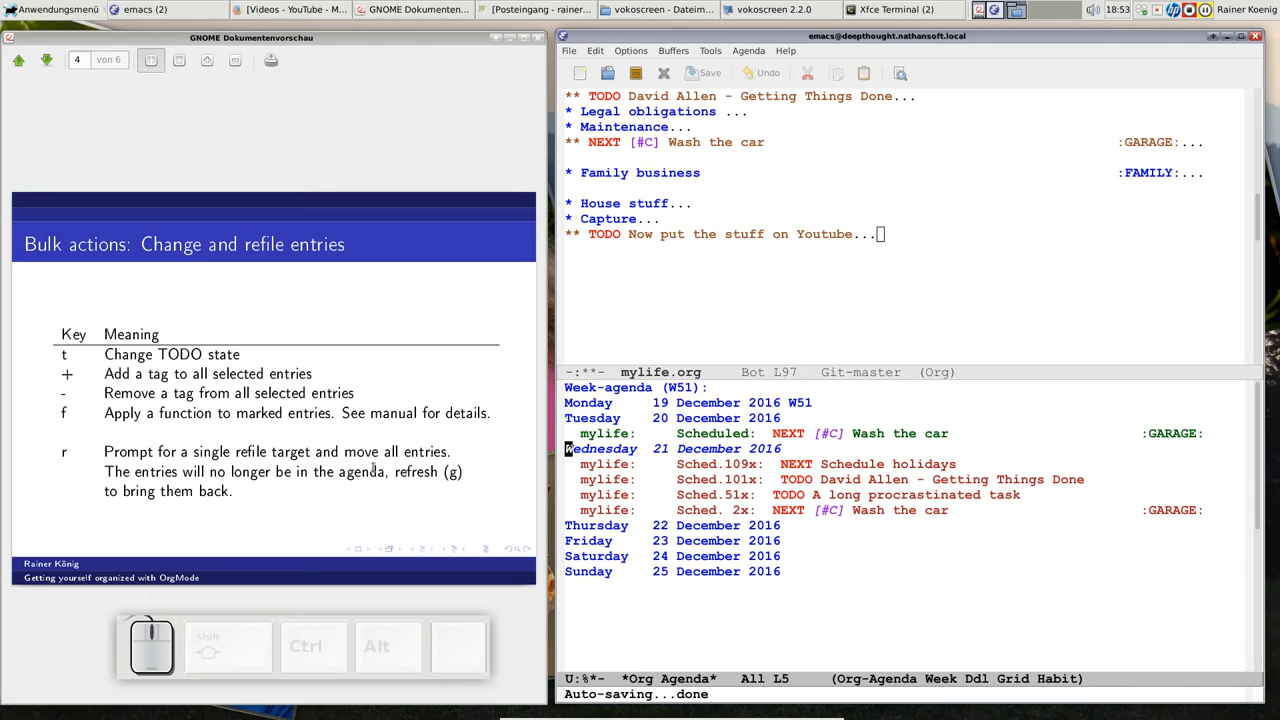 Anwendungsmenü
emacs (2)
[Videos - YouTube - M...
GNOME Dokumenten...
[Posteingang - rainer...
vokoscreen - Dateim...
vokoscreen 2.2.0
Xfce Terminal (2)
18:53
Rainer Koenig
GNOME Dokumentenvorschau
4 von 6
Bulk actions: Change and refile entries
Key Meaning
t Change TODO state
+ Add a tag to all selected entries
- Remove a tag from all selected entries
f Apply a function to marked entries. See manual for details.
r Prompt for a single refile target and move all entries.
The entries will no longer be in the agenda, refresh (g)
to bring them back.
Rainer König
Getting yourself organized with OrgMode
Shift Ctrl Alt
emacs@deepthought.nathansoft.local
File Edit Options Buffers Tools Agenda Help
Save Undo
** TODO David Allen - Getting Things Done...
* Legal obligations ...
* Maintenance...
** NEXT [#C] Wash the car :GARAGE:...
* Family business :FAMILY:...
* House stuff...
* Capture...
** TODO Now put the stuff on Youtube...
-:**- mylife.org Bot L97 Git-master (Org)
Week-agenda (W51):
Monday 19 December 2016 W51
Tuesday 20 December 2016
mylife: Scheduled: NEXT [#C] Wash the car :GARAGE:
Wednesday 21 December 2016
mylife: Sched.109x: NEXT Schedule holidays
mylife: Sched.101x: TODO David Allen - Getting Things Done
mylife: Sched.51x: TODO A long procrastinated task
mylife: Sched. 2x: NEXT [#C] Wash the car :GARAGE:
Thursday 22 December 2016
Friday 23 December 2016
Saturday 24 December 2016
Sunday 25 December 2016
U:%*- *Org Agenda* All L5 (Org-Agenda Week Ddl Grid Habit)
Auto-saving...done